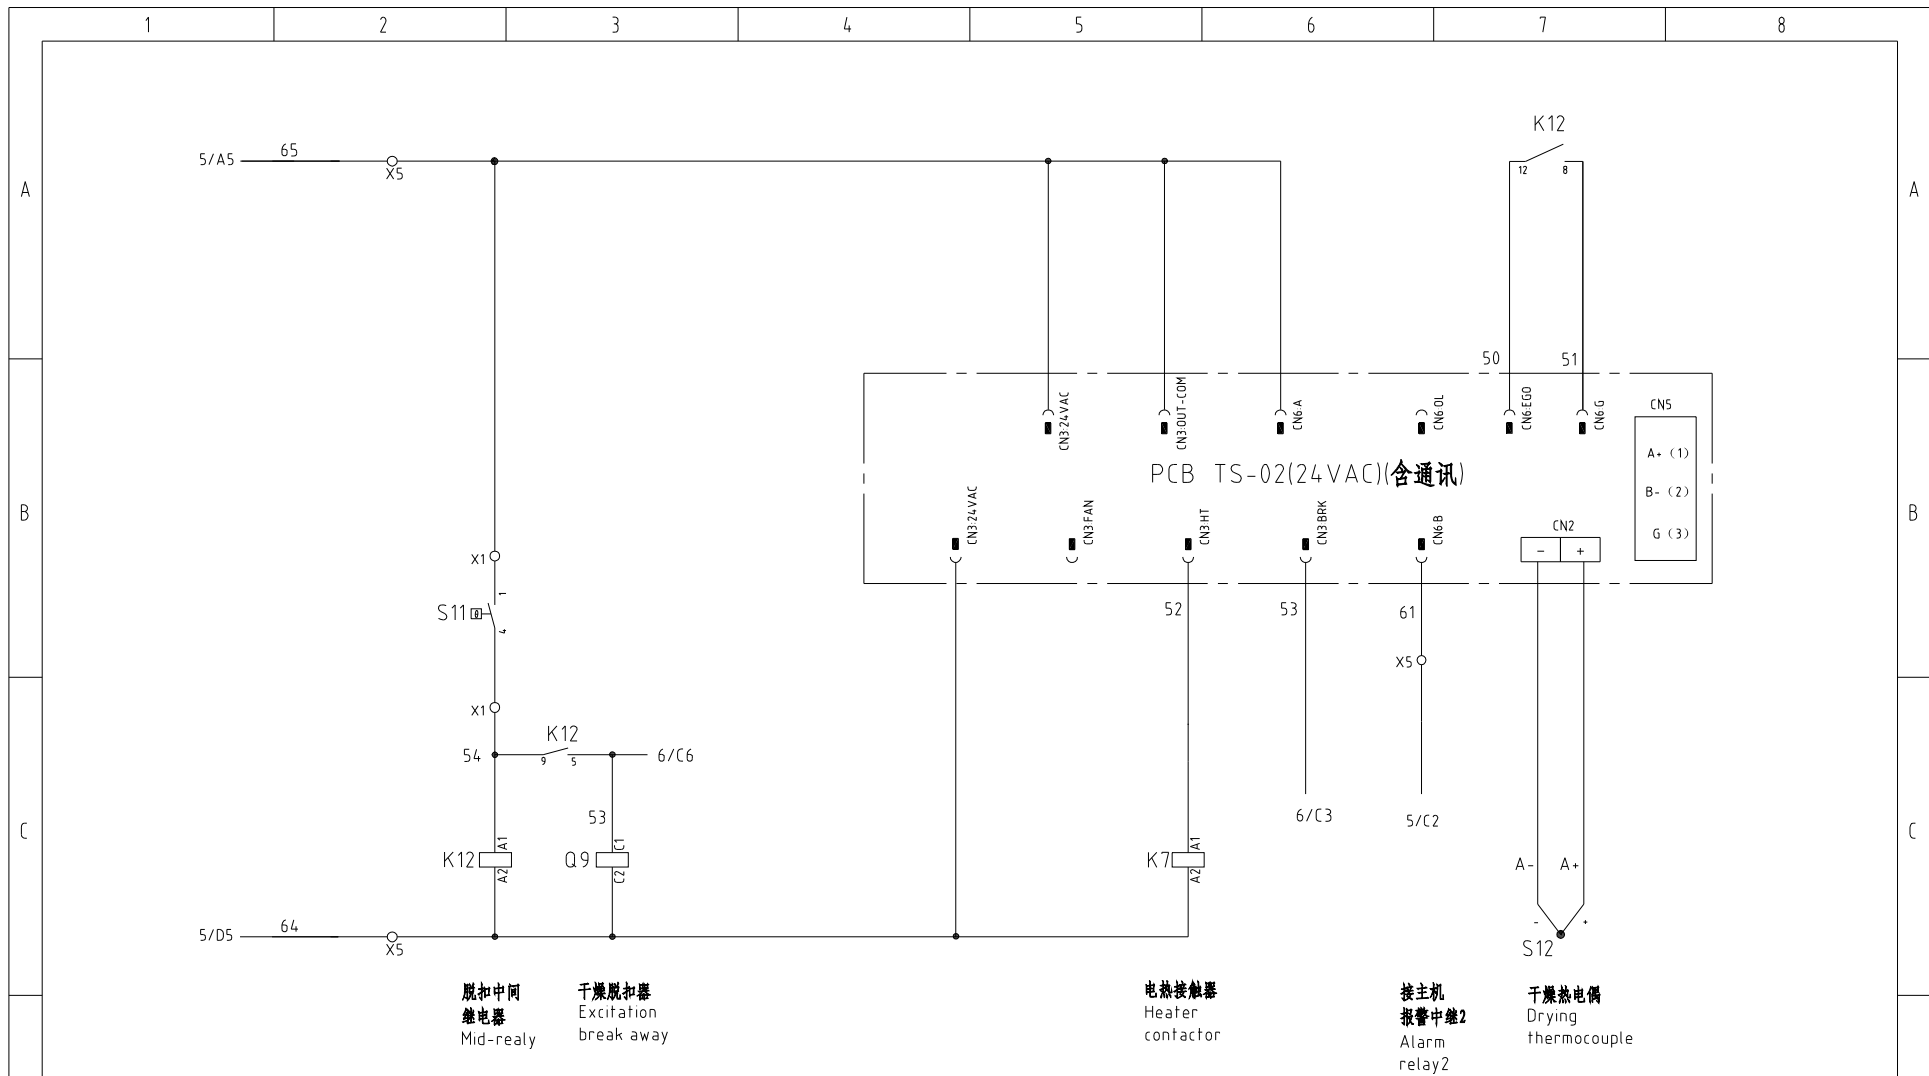 1 2 3 4 5 6 7 8
K12
5/A5 65
X5
12 8
A A
50 51
CN3:24VAC
CN3:OUT-COM
CN6:A
CN6:OL
CN6:EGO
CN6:G
CN5
A+ (1)
B- (2)
G (3)
PCB TS-02(24VAC)(含通讯)
B B
CN3:24VAC
CN3:FAN
CN3:HT
CN3:BRK
CN6:B
CN2
- +
X1
1
S11
4
52 53 61
X5
X1
K12
54
9 5
6/C6
53
6/C3
5/C2
C C
K12
A1
A2
Q9
C1
C2
K7
A1
A2
A- A+
- +
S12
5/D5 64
X5
脱扣中间
继电器
Mid-realy
干燥脱扣器
Excitation
break away
电热接触器
Heater
contactor
接主机
报警中继2
Alarm
relay2
干燥热电偶
Drying
thermocouple